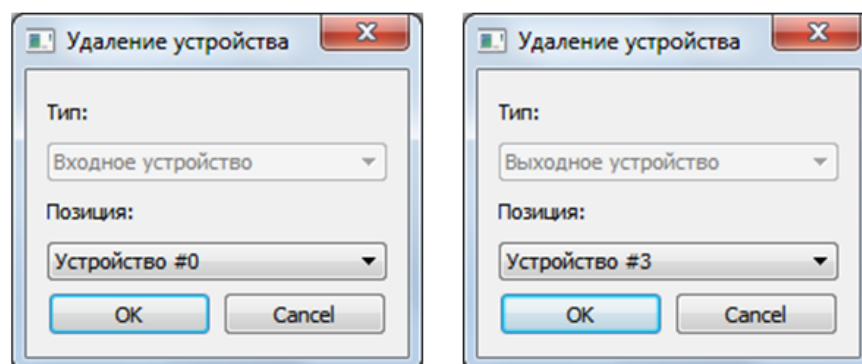 Удаление устройства
Тип:
Входное устройство
Позиция:
Устройство #0
OK
Cancel
Удаление устройства
Тип:
Выходное устройство
Позиция:
Устройство #3
OK
Cancel